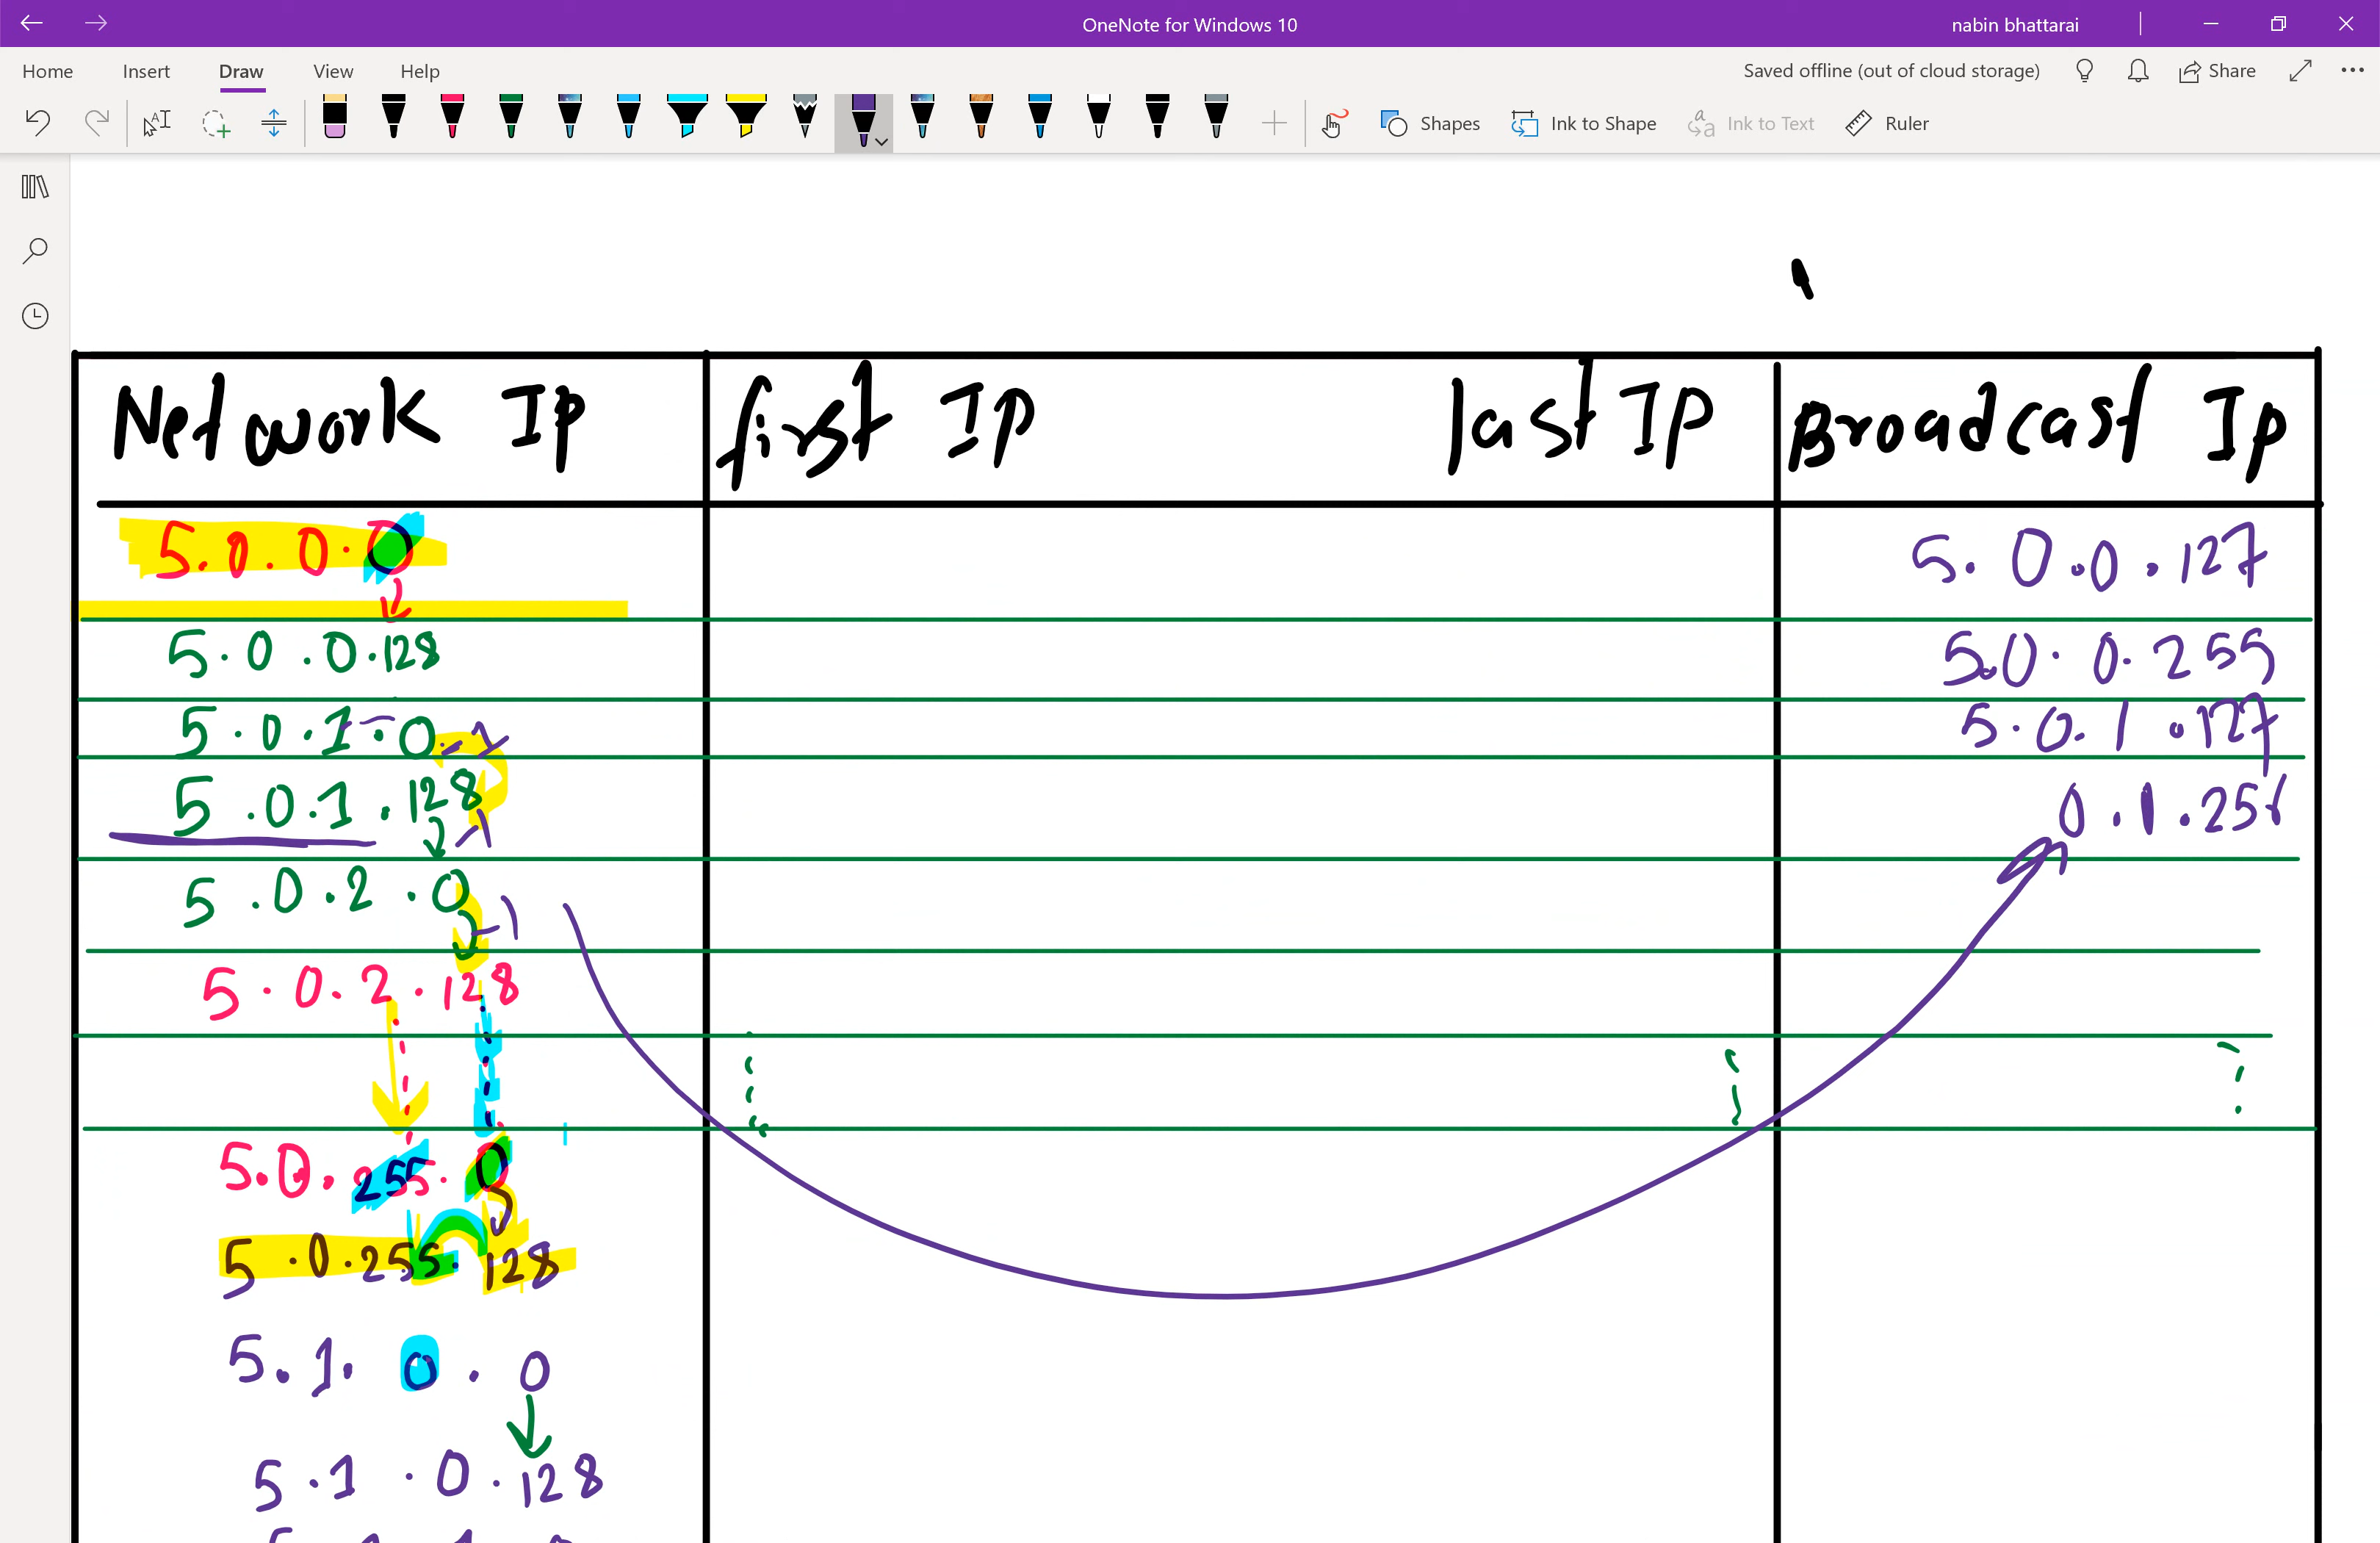 OneNote for Windows 10
nabin bhattarai
Home Insert Draw View Help
Saved offline (out of cloud storage) Share
Shapes Ink to Shape Ink to Text Ruler
Network Ip first IP last IP Broadcast Ip
5.0.0.0 5.0.0.127
5.0.0.128 5.0.0.255
5.0.1.0 -1 5.0.1.127
5.0.1.128 -1 0.1.25
5.0.2.0 -1
5.0.2.128
5.0.255.0
5.0.255.128
5.1.0.0
5.1.0.128